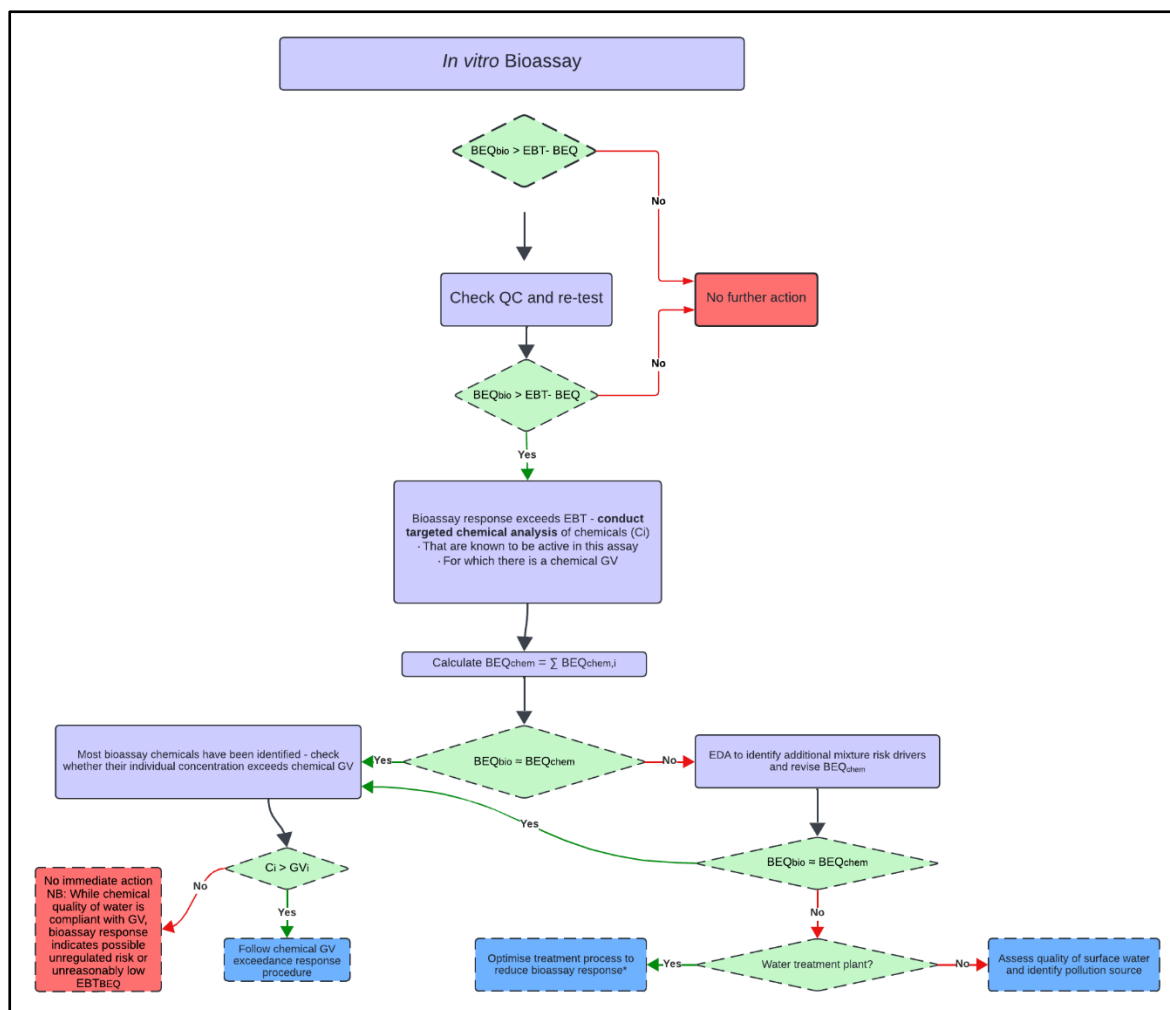 In vitro Bioassay
BEQbio > EBT- BEQ
No
Check QC and re-test
No further action
No
BEQbio > EBT- BEQ
Yes
Bioassay response exceeds EBT - conduct
targeted chemical analysis of chemicals (Ci)
· That are known to be active in this assay
· For which there is a chemical GV
Calculate BEQchem = ∑ BEQchem,i
Most bioassay chemicals have been identified - check
whether their individual concentration exceeds chemical GV
Yes
BEQbio ≈ BEQchem
No
EDA to identify additional mixture risk drivers
and revise BEQchem
Yes
BEQbio ≈ BEQchem
Ci > GVi
No
No immediate action
NB: While chemical
quality of water is
compliant with GV,
bioassay response
indicates possible
unregulated risk or
unreasonably low
EBTBEQ
Yes
Follow chemical GV
exceedance response
procedure
No
Optimise treatment process to
reduce bioassay response*
Yes
Water treatment plant?
No
Assess quality of surface water
and identify pollution source